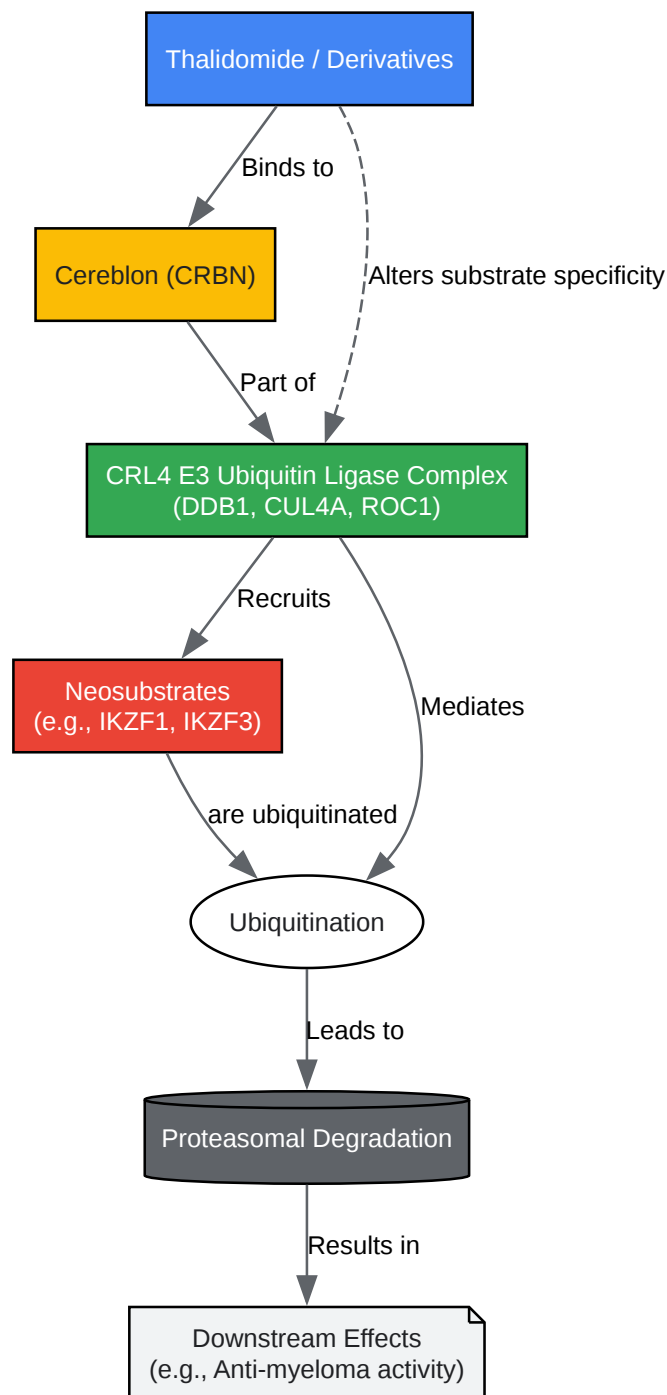 Thalidomide / Derivatives
Binds to
Cereblon (CRBN)
Alters substrate specificity
Part of
CRL4 E3 Ubiquitin Ligase Complex
(DDB1, CUL4A, ROC1)
Recruits
Neosubstrates
(e.g., IKZF1, IKZF3)
Mediates
are ubiquitinated
Ubiquitination
Leads to
Proteasomal Degradation
Results in
Downstream Effects
(e.g., Anti-myeloma activity)